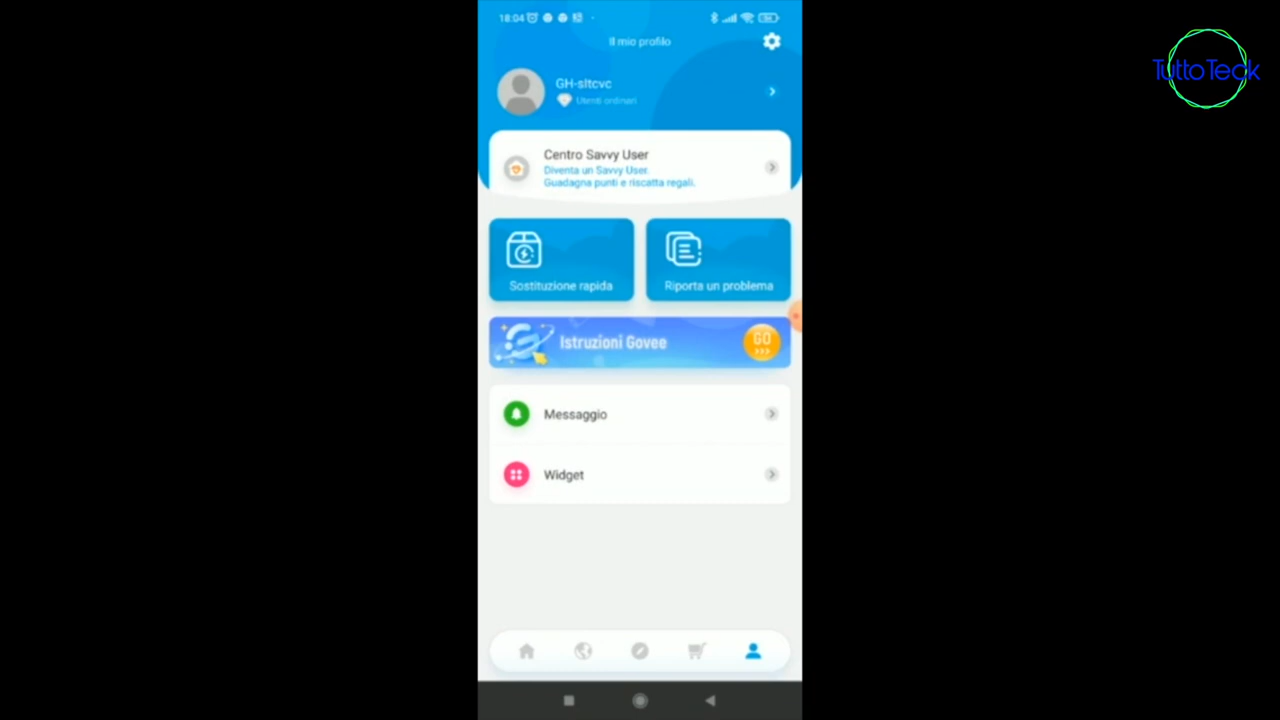 18:04
Il mio profilo
TuttoTeck
GH-sltcvc
Utenti ordinari
Centro Savvy User
Diventa un Savvy User.
Guadagna punti e riscatta regali.
Sostituzione rapida
Riporta un problema
Istruzioni Govee
GO
Messaggio
Widget